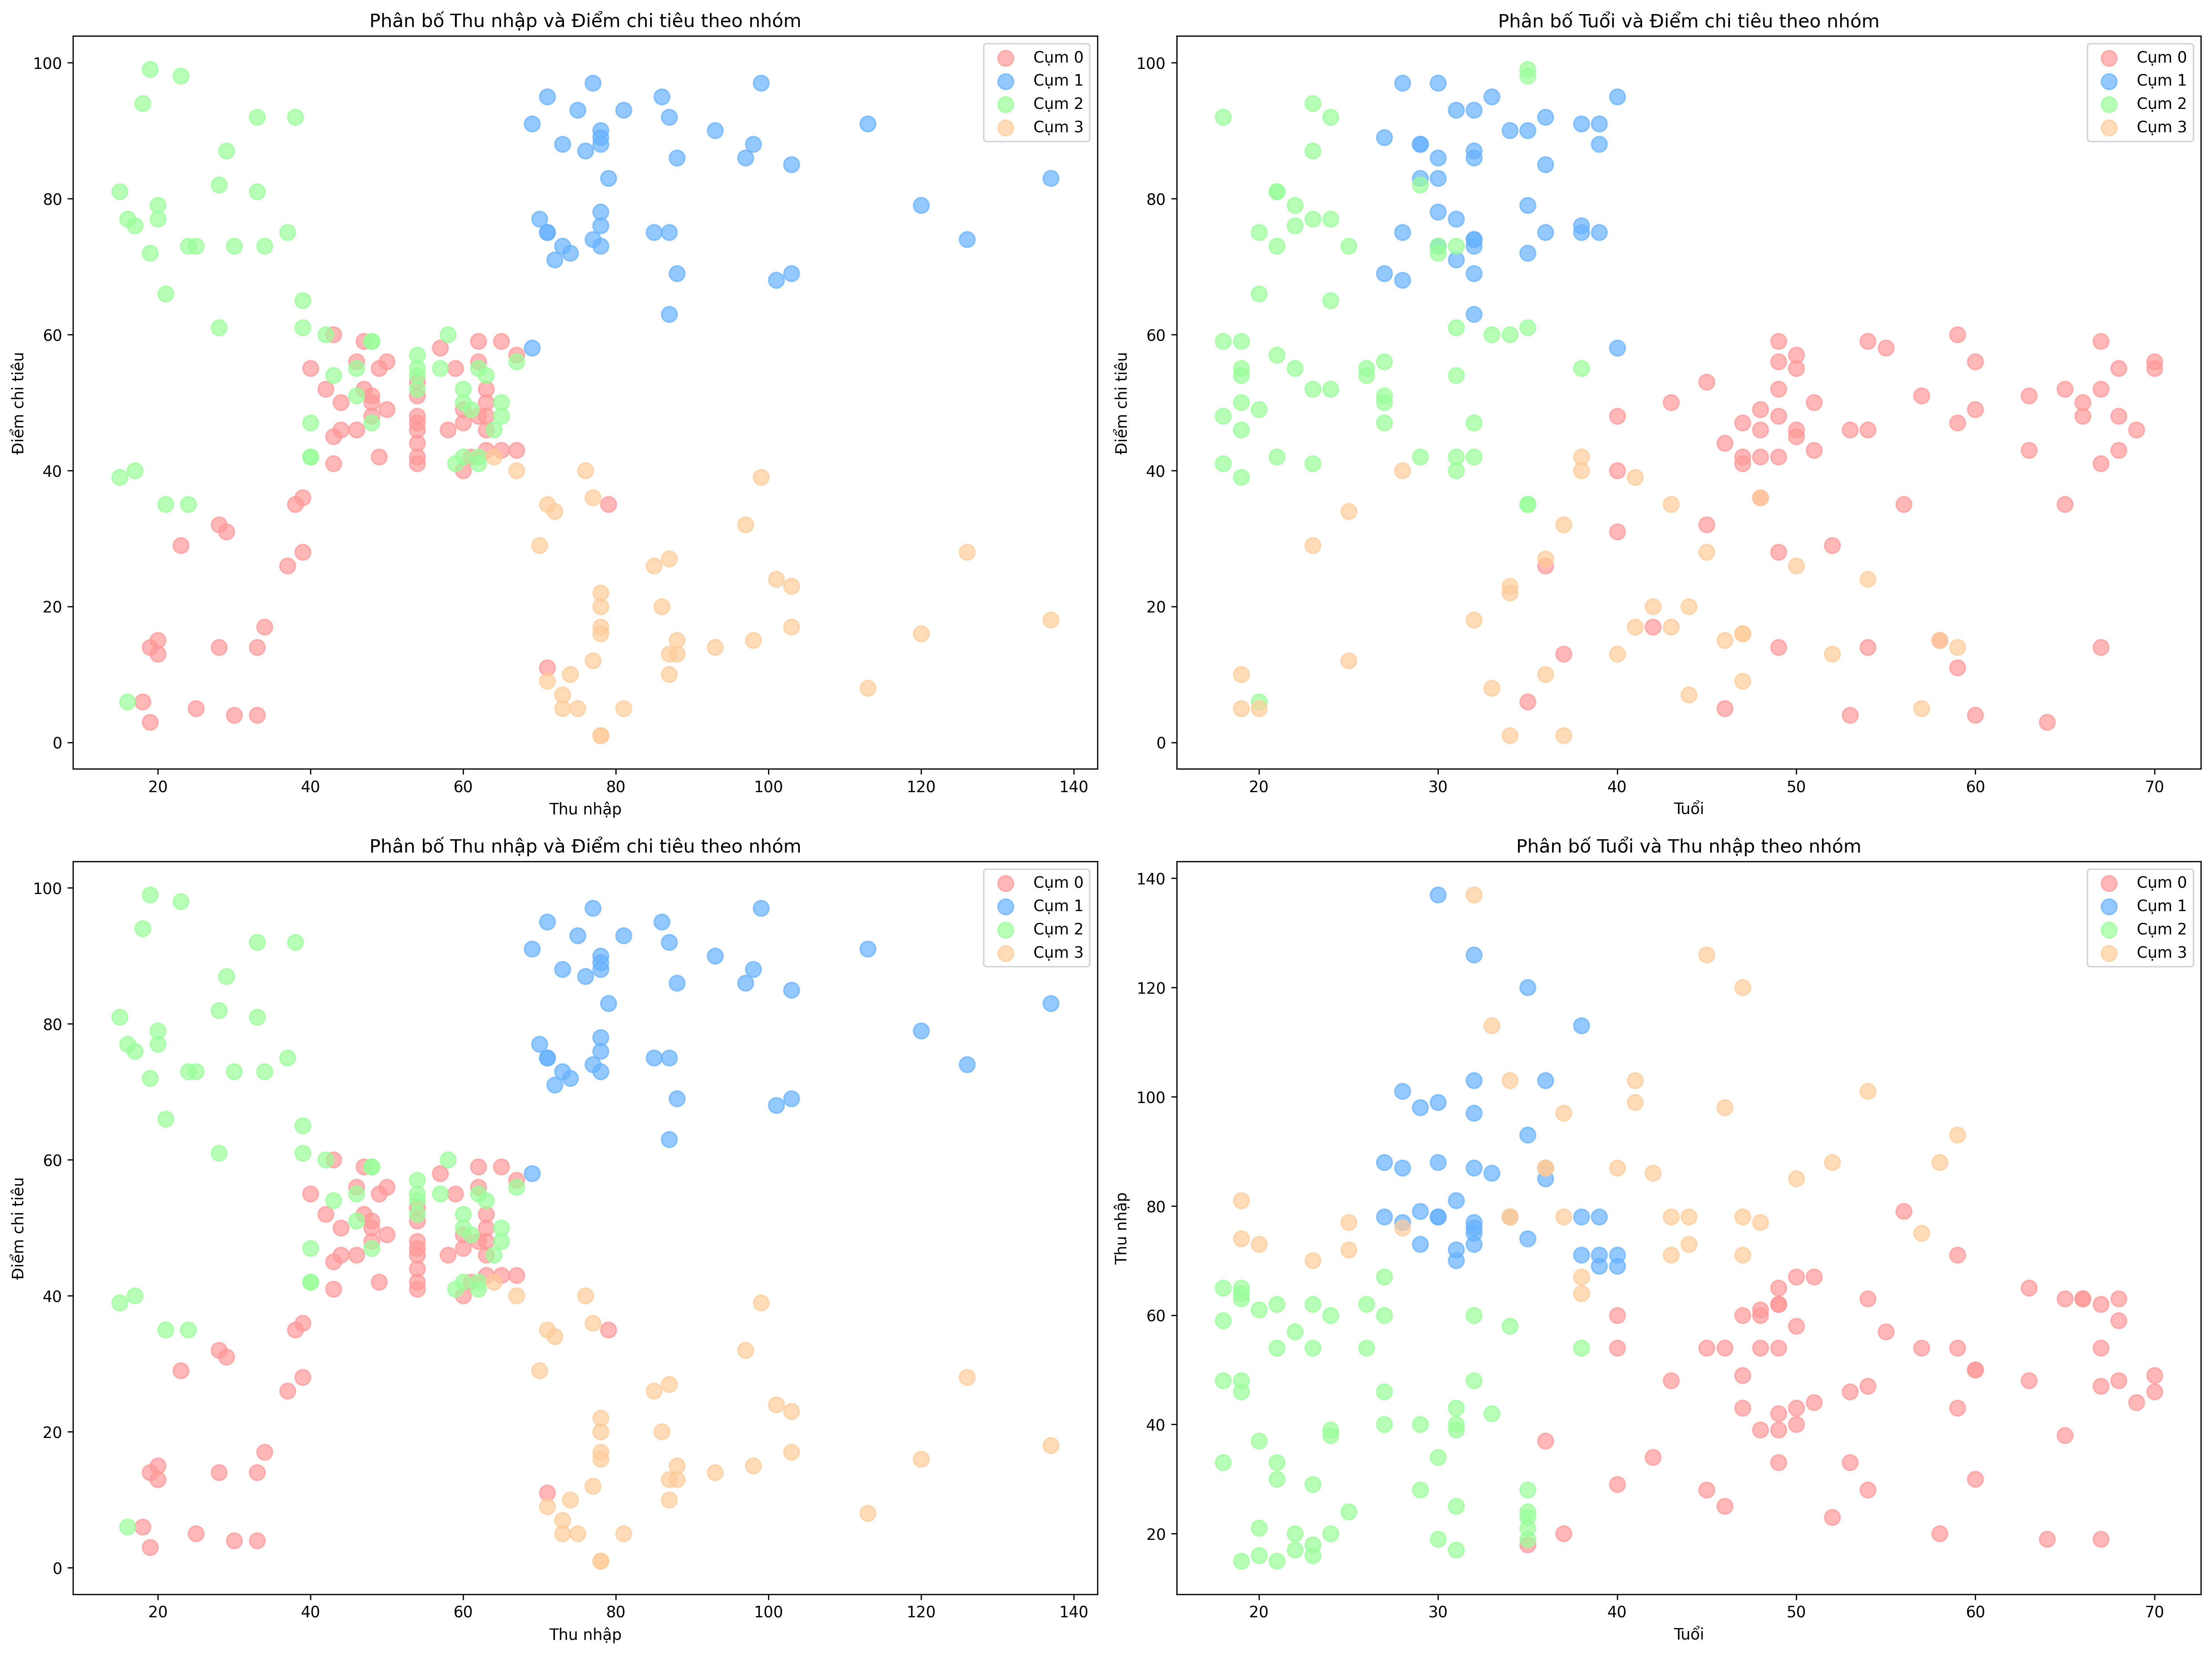 Phân bố Thu nhập và Điểm chi tiêu theo nhóm
Điểm chi tiêu
100
80
60
40
20
0
20 40 60 80 100 120 140
Thu nhập
Cụm 0
Cụm 1
Cụm 2
Cụm 3
Phân bố Tuổi và Điểm chi tiêu theo nhóm
Điểm chi tiêu
100
80
60
40
20
0
20 30 40 50 60 70
Tuổi
Cụm 0
Cụm 1
Cụm 2
Cụm 3
Phân bố Thu nhập và Điểm chi tiêu theo nhóm
Điểm chi tiêu
100
80
60
40
20
0
20 40 60 80 100 120 140
Thu nhập
Cụm 0
Cụm 1
Cụm 2
Cụm 3
Phân bố Tuổi và Thu nhập theo nhóm
Thu nhập
140
120
100
80
60
40
20
20 30 40 50 60 70
Tuổi
Cụm 0
Cụm 1
Cụm 2
Cụm 3